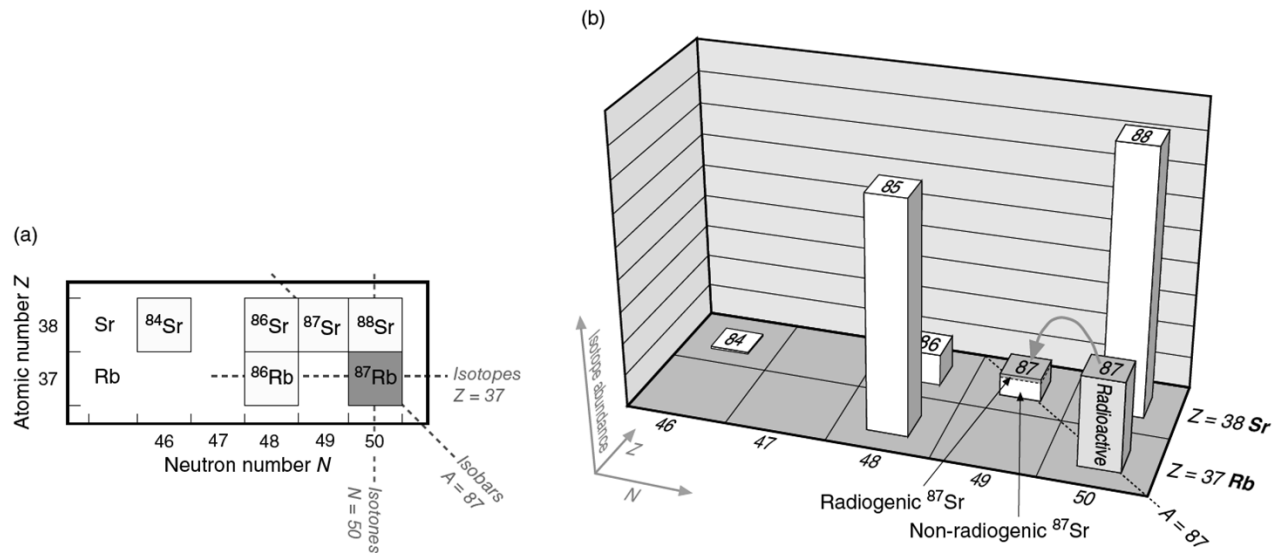 (a)
Atomic number Z
38
37
Sr
⁸⁴Sr
⁸⁶Sr
⁸⁷Sr
⁸⁸Sr
Rb
⁸⁶Rb
⁸⁷Rb
46
47
48
49
50
Neutron number N
Isotopes
Z = 37
Isobars
A = 87
Isotones
N = 50
(b)
88
85
84
86
87
87
Radioactive
Isotope abundance
Z
N
46
47
48
49
50
Z = 38 Sr
Z = 37 Rb
A = 87
Radiogenic ⁸⁷Sr
Non-radiogenic ⁸⁷Sr